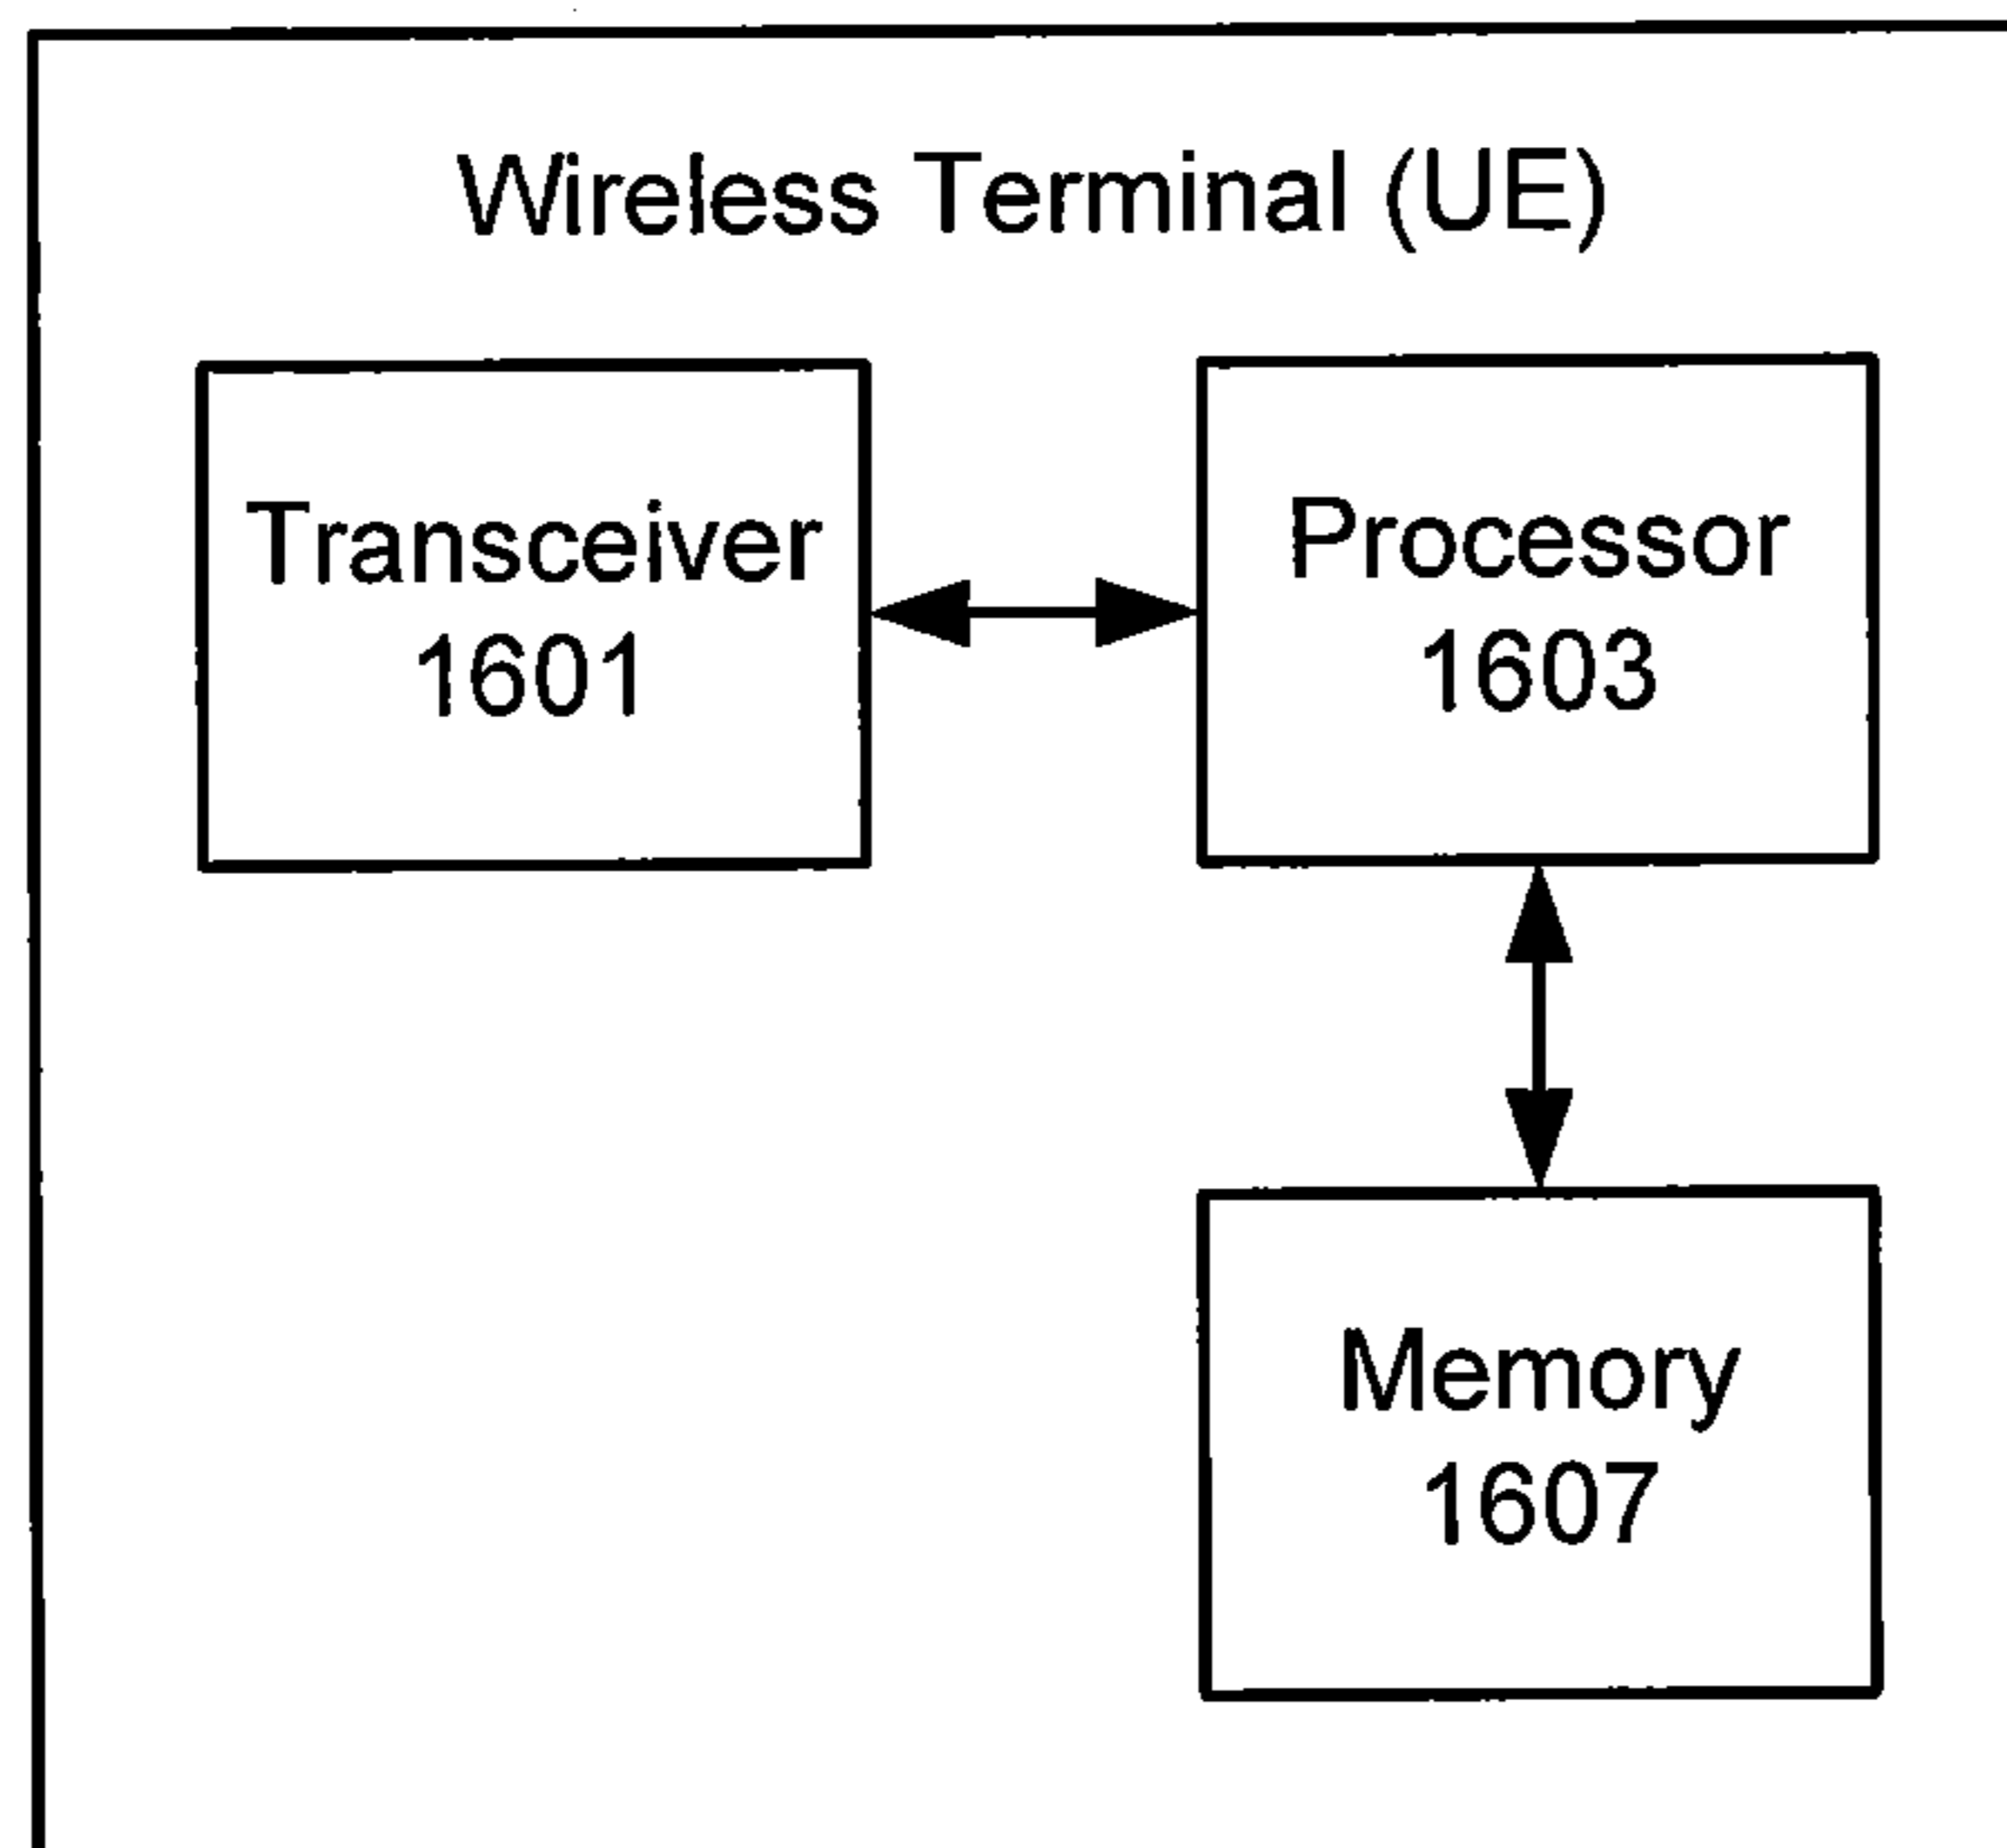 Wireless Terminal (UE)
Transceiver
1601
Processor
1603
Memory
1607